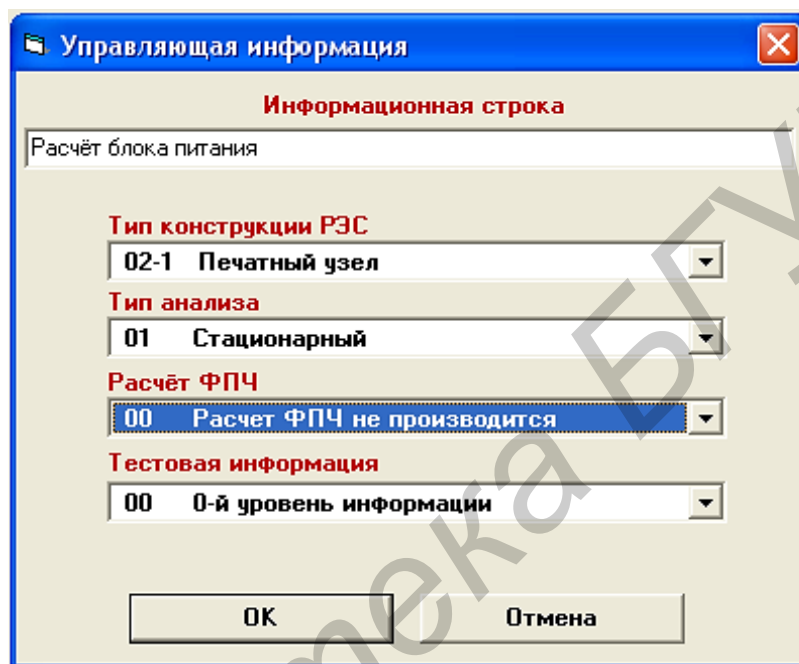 Управляющая информация
Информационная строка
Расчёт блока питания
Тип конструкции РЭС
02-1 Печатный узел
Тип анализа
01 Стационарный
Расчёт ФПЧ
00 Расчет ФПЧ не производится
Тестовая информация
00 0-й уровень информации
OK Отмена